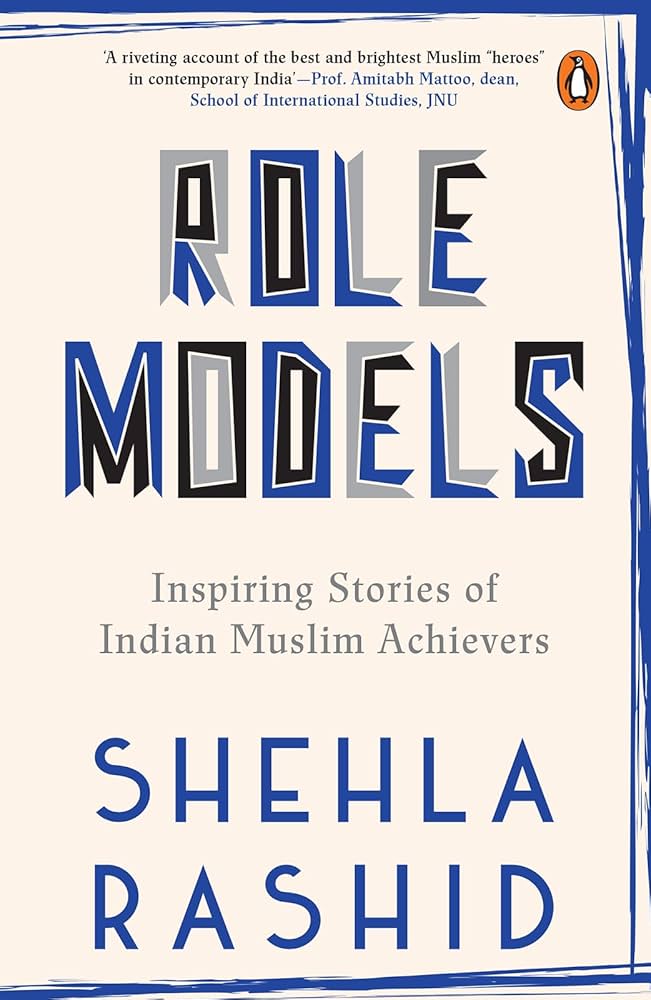 ‘A riveting account of the best and brightest Muslim “heroes”
in contemporary India’—Prof. Amitabh Mattoo, dean,
School of International Studies, JNU
ROLE
MODELS
Inspiring Stories of
Indian Muslim Achievers
SHEHLA
RASHID